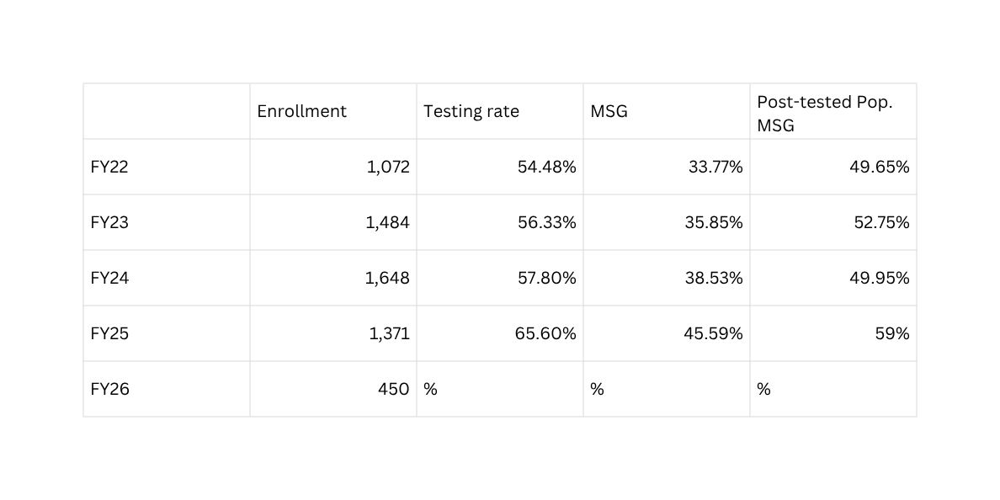 Enrollment Testing rate MSG Post-tested Pop. MSG
FY22 1,072 54.48% 33.77% 49.65%
FY23 1,484 56.33% 35.85% 52.75%
FY24 1,648 57.80% 38.53% 49.95%
FY25 1,371 65.60% 45.59% 59%
FY26 450 % % %